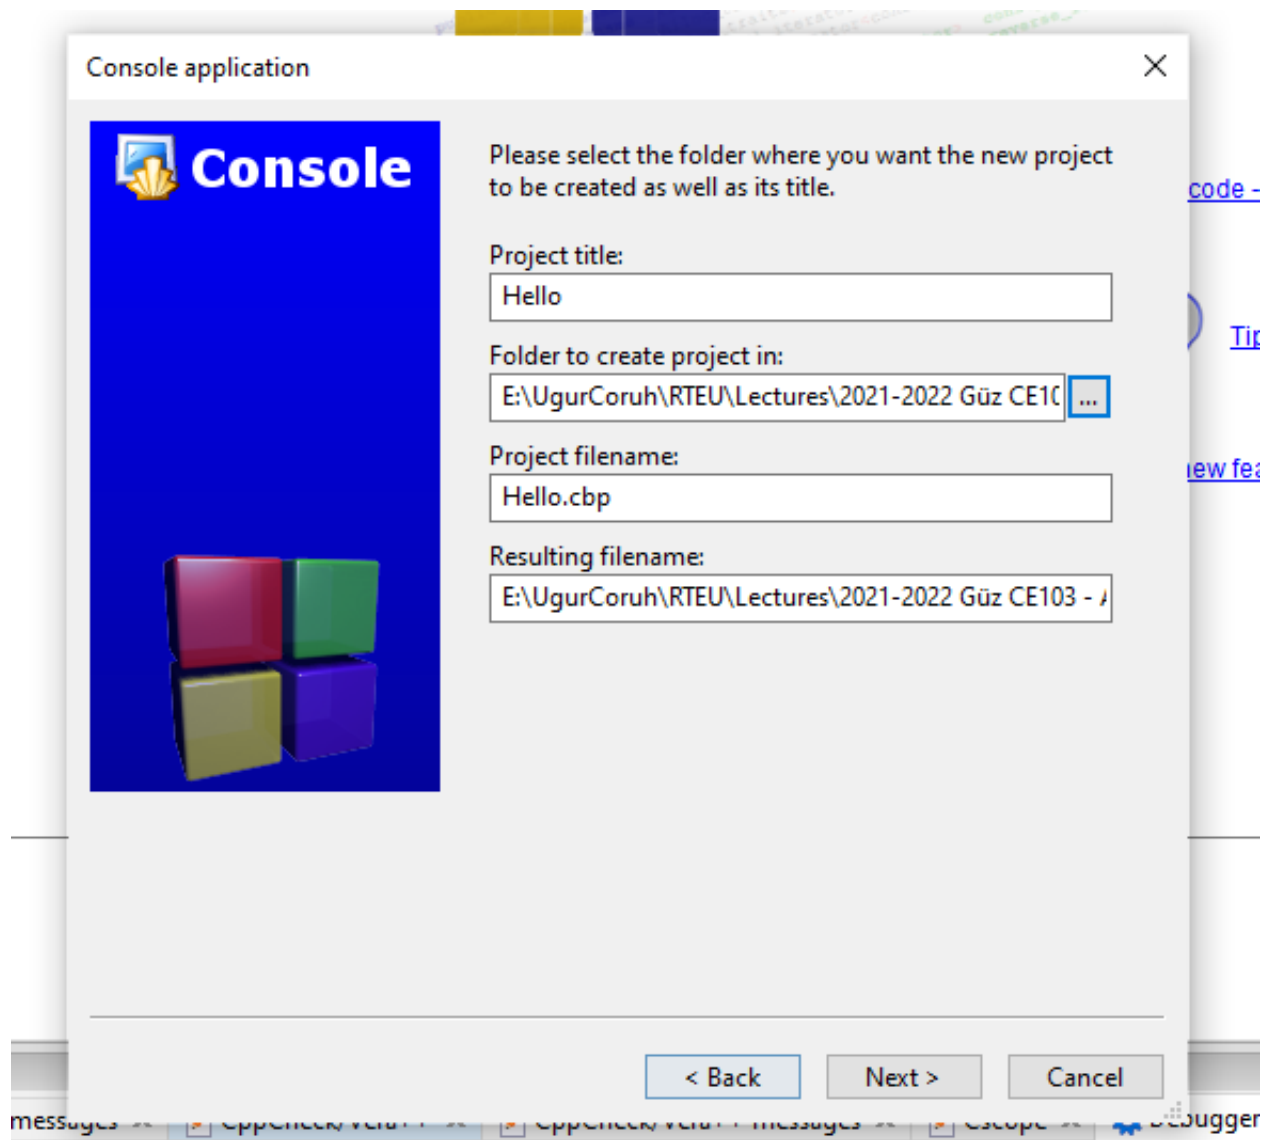 Console application
Console
Please select the folder where you want the new project
to be created as well as its title.
code -
Project title:
Hello
Folder to create project in:
Tip
E:\UgurCoruh\RTEU\Lectures\2021-2022 Güz CE10
...
Project filename:
new fea
Hello.cbp
Resulting filename:
E:\UgurCoruh\RTEU\Lectures\2021-2022 Güz CE103 - A
< Back Next > Cancel
messages CppCheck/Vera++ CppCheck/Vera++ messages Cscope Debugger